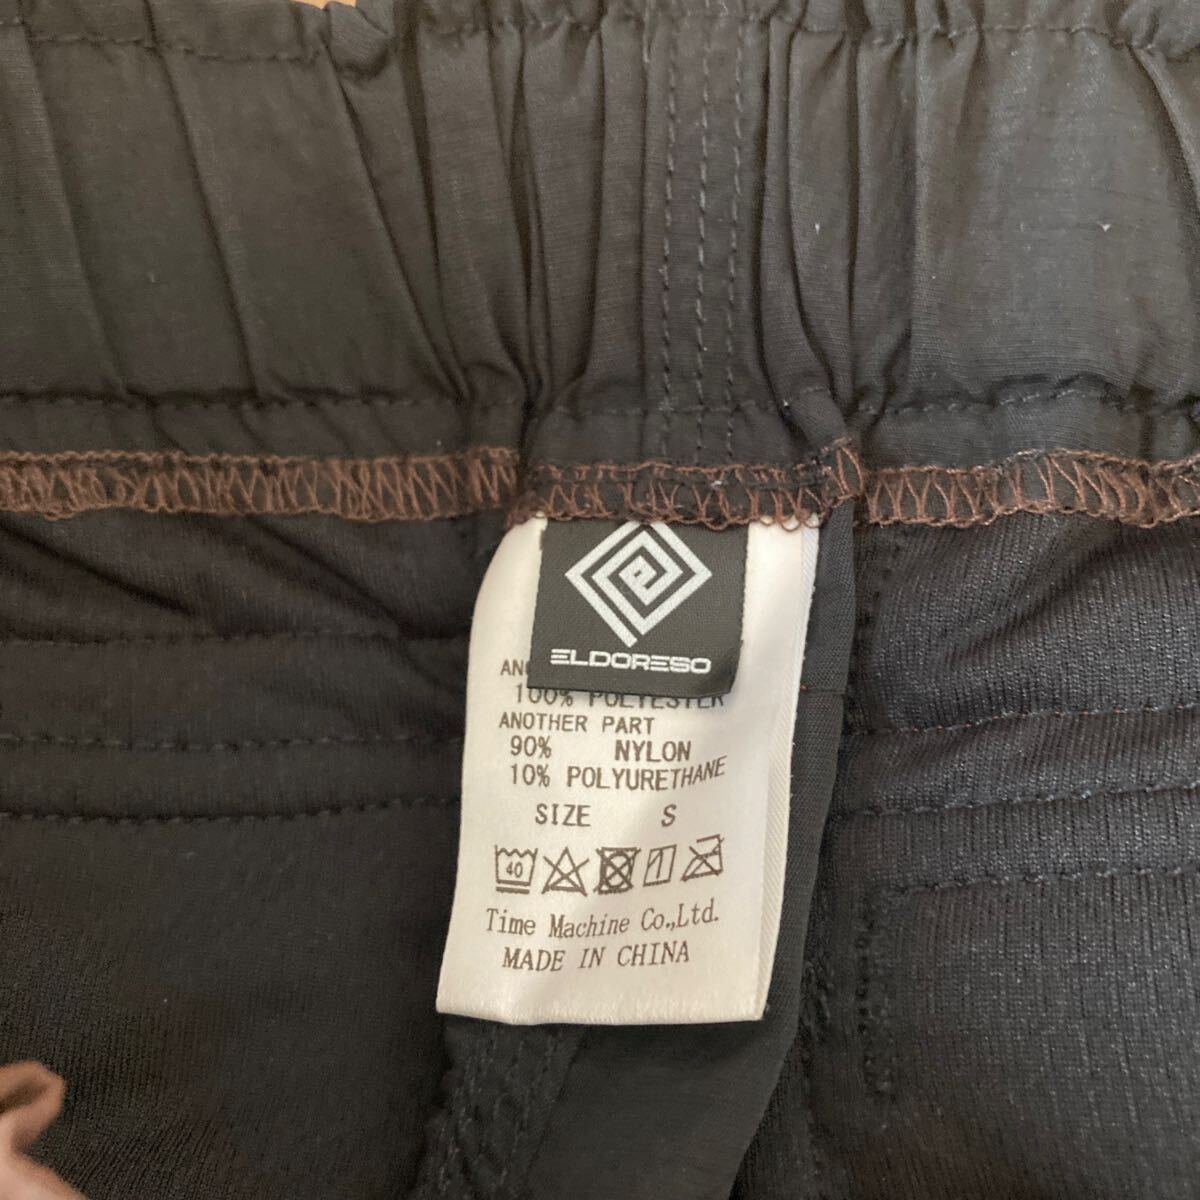 ELDORESO
100% POLYESTER
ANOTHER PART
90% NYLON
10% POLYURETHANE
SIZE S
40
Time Machine Co.,Ltd.
MADE IN CHINA